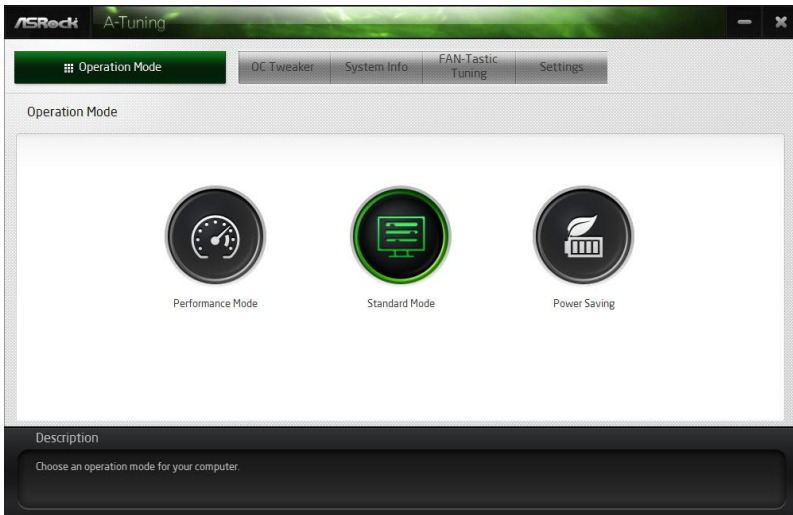 ASRock A-Tuning
Operation Mode OC Tweaker System Info FAN-Tastic Tuning Settings
Operation Mode
Performance Mode Standard Mode Power Saving
Description
Choose an operation mode for your computer.